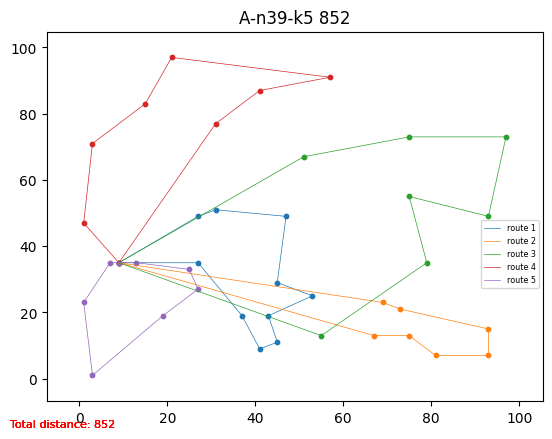 A-n39-k5 852
100
80
60
40
20
0
route 1
route 2
route 3
route 4
route 5
0 20 40 60 80 100
Total distance: 852